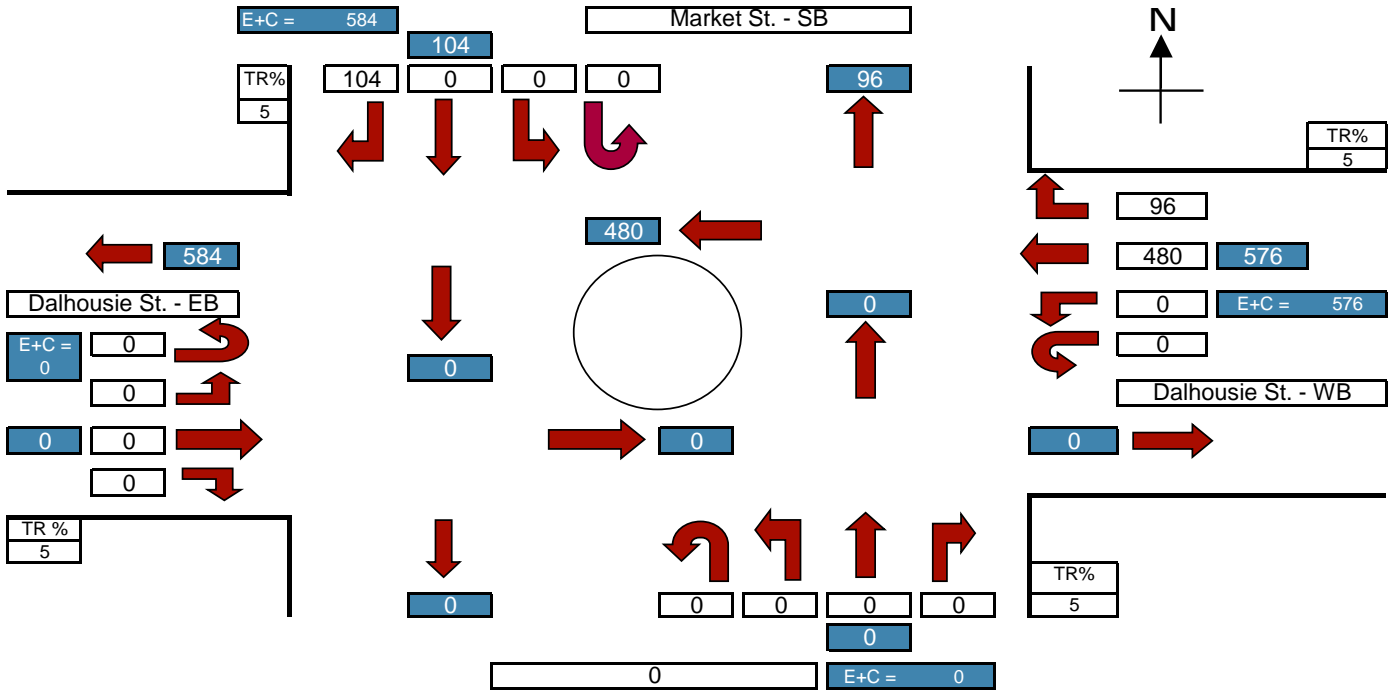 E+C = 584
Market St. - SB
N
104
TR%
104 0 0 0
96
5
TR%
5
96
480
584
480 576
Dalhousie St. - EB
0
0 E+C = 576
E+C =
0
0
0
0
0
Dalhousie St. - WB
0 0
0
0
0
TR %
5
TR%
0
0 0 0 0
5
0
0
E+C = 0